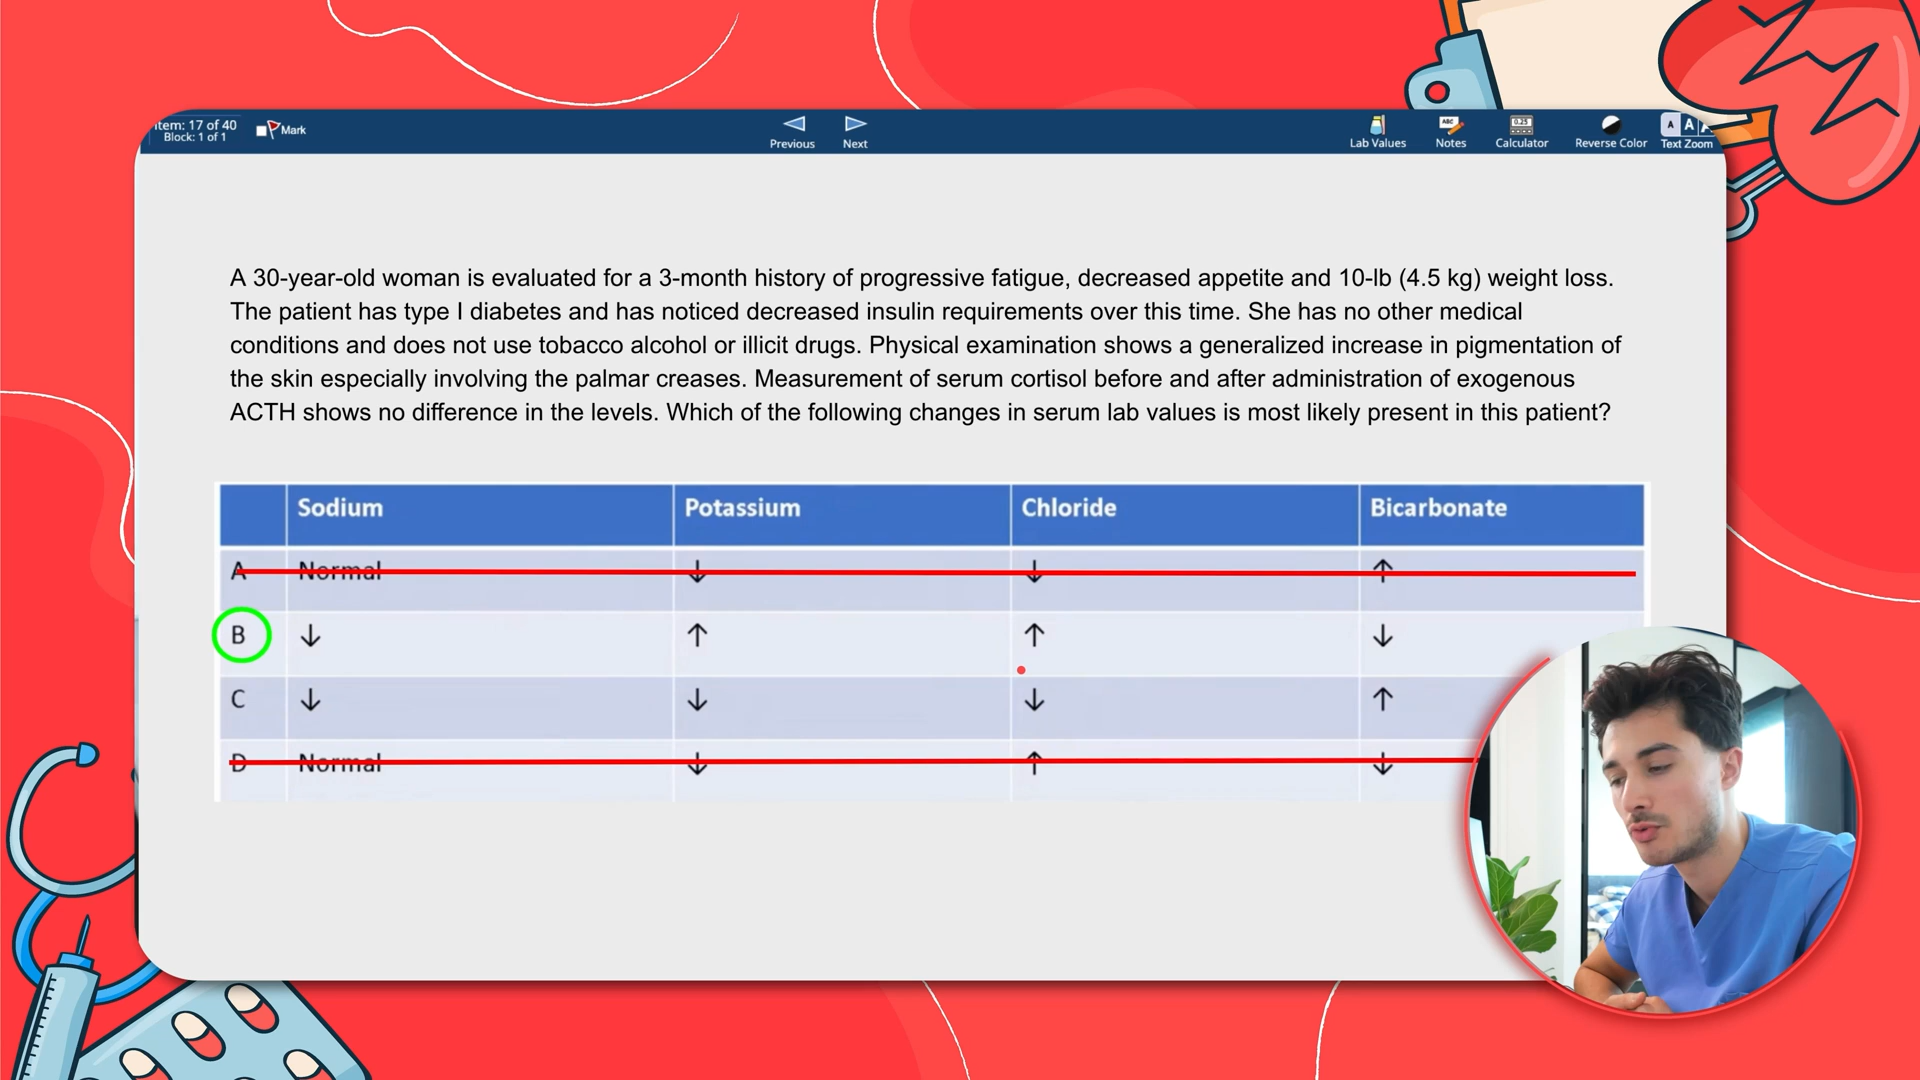 Item: 17 of 40
Block: 1 of 1
Mark
Previous
Next
Lab Values
ABC
Notes
0.25
Calculator
Reverse Color
A A A
Text Zoom
A 30-year-old woman is evaluated for a 3-month history of progressive fatigue, decreased appetite and 10-lb (4.5 kg) weight loss.
The patient has type I diabetes and has noticed decreased insulin requirements over this time. She has no other medical
conditions and does not use tobacco alcohol or illicit drugs. Physical examination shows a generalized increase in pigmentation of
the skin especially involving the palmar creases. Measurement of serum cortisol before and after administration of exogenous
ACTH shows no difference in the levels. Which of the following changes in serum lab values is most likely present in this patient?
Sodium Potassium Chloride Bicarbonate
A Normal ↓ ↓ ↑
B ↓ ↑ ↑ ↓
C ↓ ↓ ↓ ↑
D Normal ↓ ↑ ↓